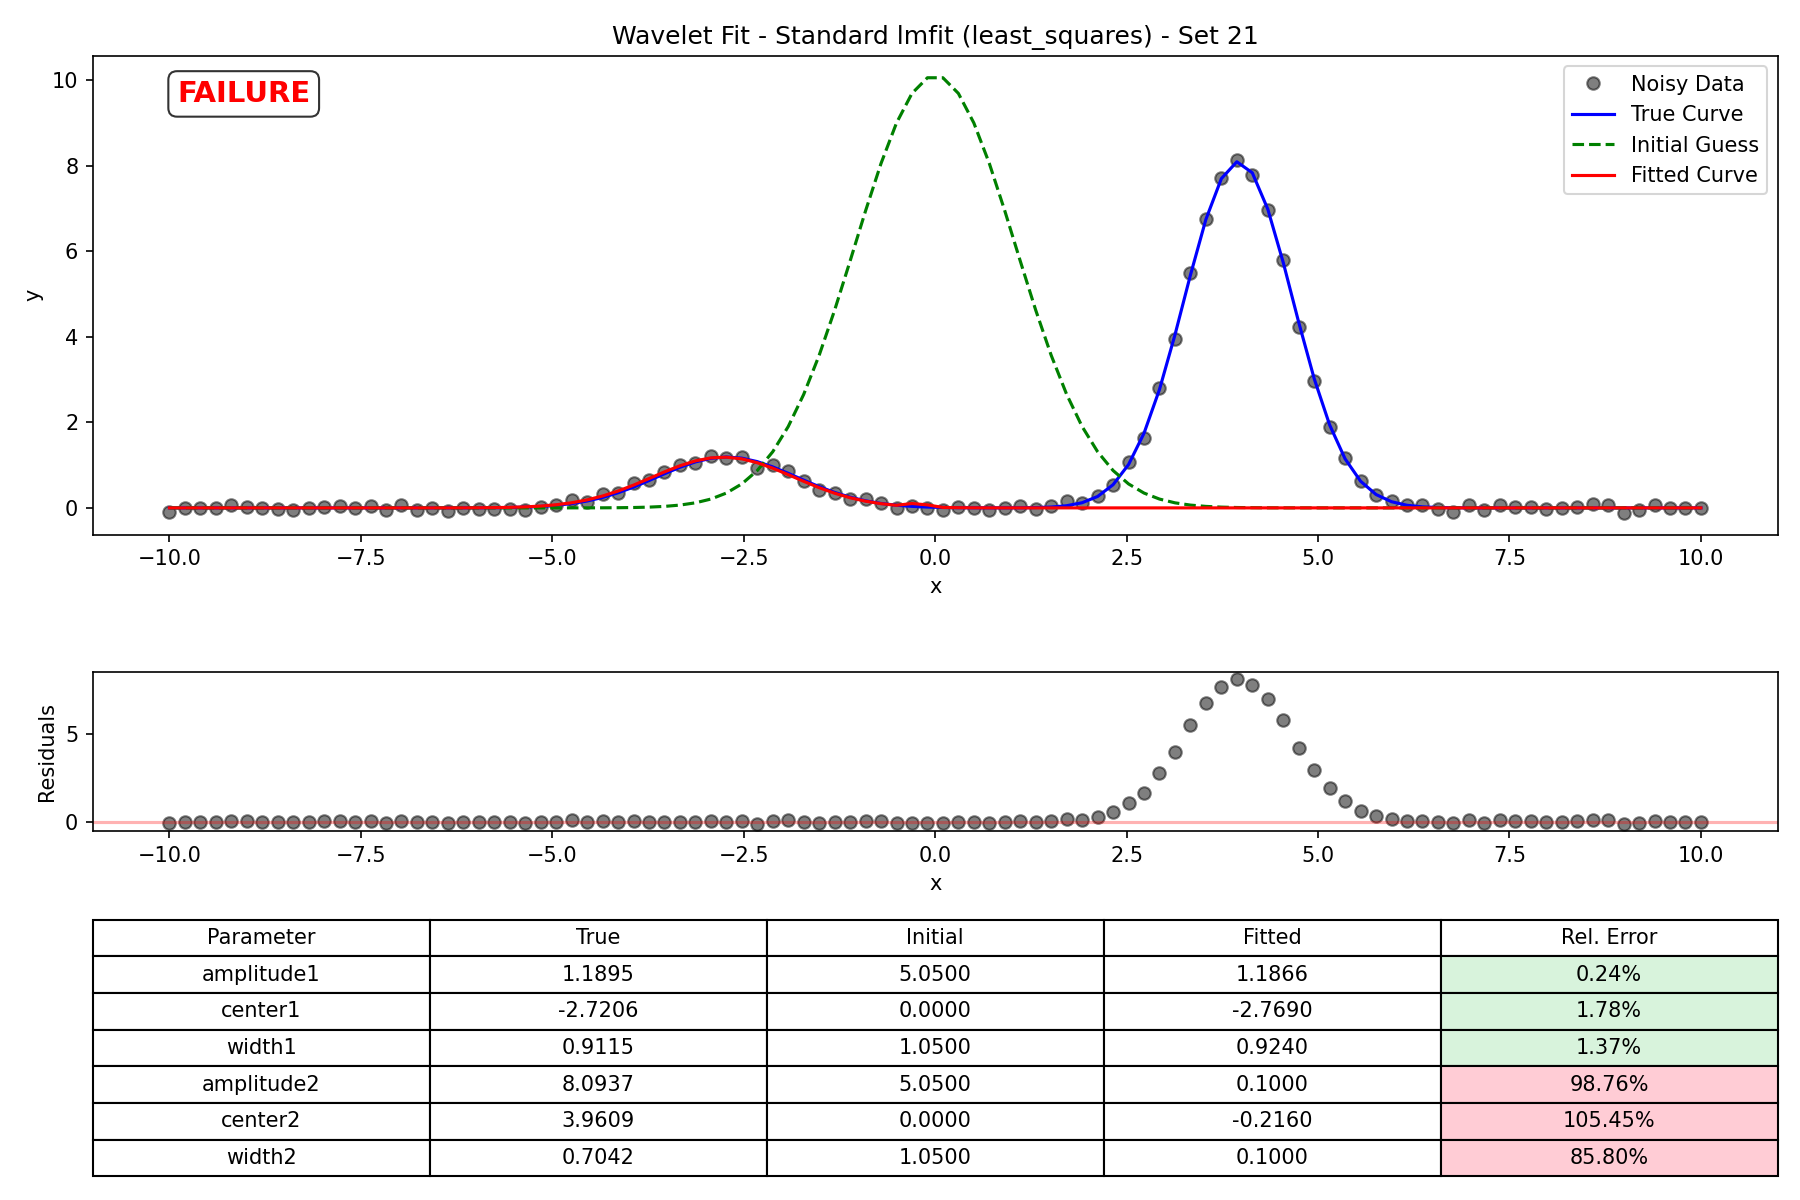 Wavelet Fit - Standard lmfit (least_squares) - Set 21
FAILURE
Noisy Data
True Curve
Initial Guess
Fitted Curve
y
10
8
6
4
2
0
−10.0 −7.5 −5.0 −2.5 0.0 2.5 5.0 7.5 10.0
x
Residuals
5
0
−10.0 −7.5 −5.0 −2.5 0.0 2.5 5.0 7.5 10.0
x
Parameter True Initial Fitted Rel. Error
amplitude1 1.1895 5.0500 1.1866 0.24%
center1 -2.7206 0.0000 -2.7690 1.78%
width1 0.9115 1.0500 0.9240 1.37%
amplitude2 8.0937 5.0500 0.1000 98.76%
center2 3.9609 0.0000 -0.2160 105.45%
width2 0.7042 1.0500 0.1000 85.80%